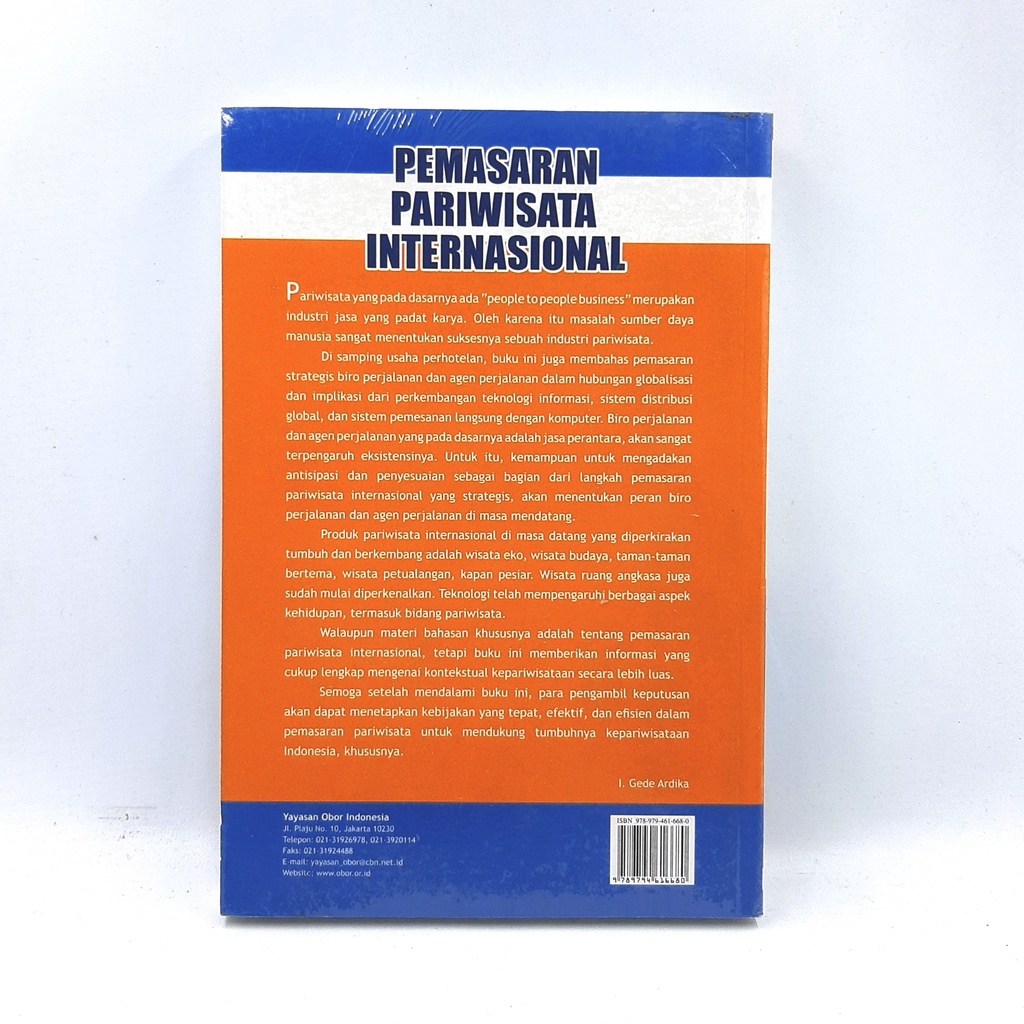 PEMASARAN
PARIWISATA
INTERNASIONAL
Pariwisata yang pada dasarnya ada "people to people business" merupakan
industri jasa yang padat karya. Oleh karena itu masalah sumber daya
manusia sangat menentukan suksesnya sebuah industri pariwisata.
Di samping usaha perhotelan, buku ini juga membahas pemasaran
strategis biro perjalanan dan agen perjalanan dalam hubungan globalisasi
dan implikasi dari perkembangan teknologi informasi, sistem distribusi
global, dan sistem pemesanan langsung dengan komputer. Biro perjalanan
dan agen perjalanan yang pada dasarnya adalah jasa perantara, akan sangat
terpengaruh eksistensinya. Untuk itu, kemampuan untuk mengadakan
antisipasi dan penyesuaian sebagai bagian dari langkah pemasaran
pariwisata internasional yang strategis, akan menentukan peran biro
perjalanan dan agen perjalanan di masa mendatang.
Produk pariwisata internasional di masa datang yang diperkirakan
tumbuh dan berkembang adalah wisata eko, wisata budaya, taman-taman
bertema, wisata petualangan, kapan pesiar. Wisata ruang angkasa juga
sudah mulai diperkenalkan. Teknologi telah mempengaruhi berbagai aspek
kehidupan, termasuk bidang pariwisata.
Walaupun materi bahasan khususnya adalah tentang pemasaran
pariwisata internasional, tetapi buku ini memberikan informasi yang
cukup lengkap mengenai kontekstual kepariwisataan secara lebih luas.
Semoga setelah mendalami buku ini, para pengambil keputusan
akan dapat menetapkan kebijakan yang tepat, efektif, dan efisien dalam
pemasaran pariwisata untuk mendukung tumbuhnya kepariwisataan
Indonesia, khususnya.
I. Gede Ardika
Yayasan Obor Indonesia
Jl. Plaju No. 10, Jakarta 10230
Telepon: 021-31926978, 021-3920114
Faks: 021-31924488
E-mail: yayasan_obor@cbn.net.id
Website: www.obor.or.id
ISBN 978-979-461-668-0
9 789794 616680